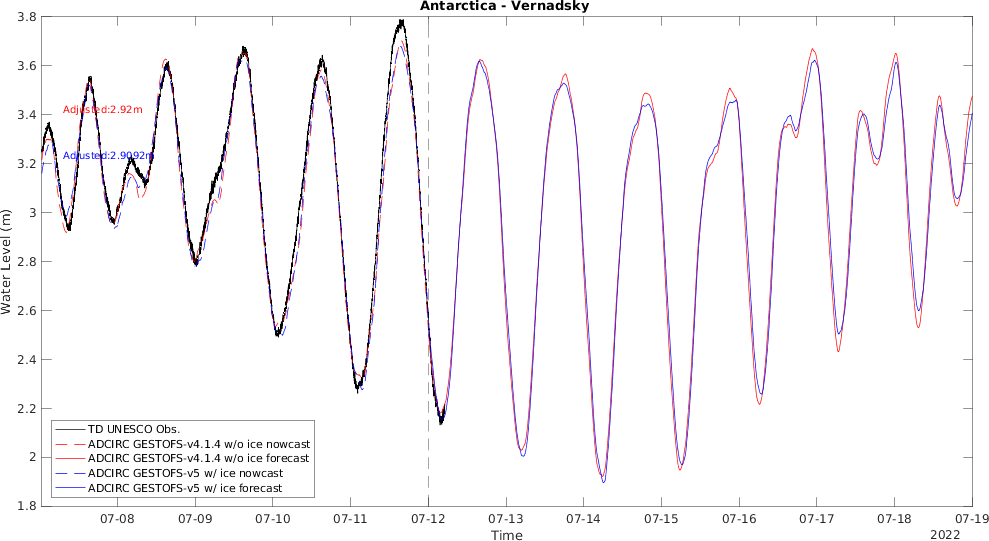 Antarctica - Vernadsky
3.8
3.6
3.4
3.2
3
2.8
2.6
2.4
2.2
2
1.8
Water Level (m)
Adjusted:2.92m
Adjusted:2.9092m
TD UNESCO Obs.
ADCIRC GESTOFS-v4.1.4 w/o ice nowcast
ADCIRC GESTOFS-v4.1.4 w/o ice forecast
ADCIRC GESTOFS-v5 w/ ice nowcast
ADCIRC GESTOFS-v5 w/ ice forecast
07-08 07-09 07-10 07-11 07-12 07-13 07-14 07-15 07-16 07-17 07-18 07-19
Time
2022